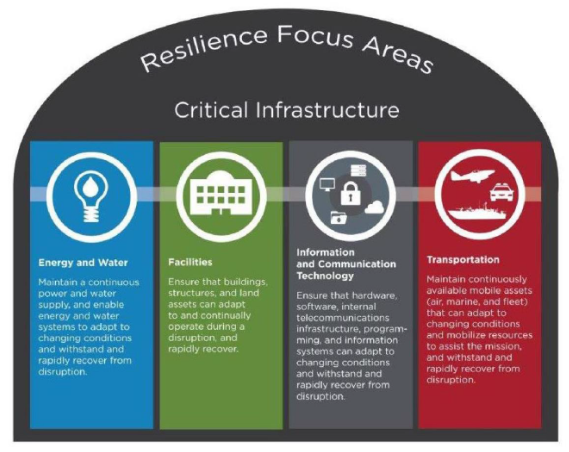 Resilience Focus Areas
Critical Infrastructure
Energy and Water
Maintain a continuous
power and water
supply, and enable
energy and water
systems to adapt to
changing conditions
and withstand and
rapidly recover from
disruption.
Facilities
Ensure that buildings,
structures, and land
assets can adapt
to and continually
operate during a
disruption, and
rapidly recover.
Information
and Communication
Technology
Ensure that hardware,
software, internal
telecommunications
infrastructure, program-
ming, and information
systems can adapt to
changing conditions
and withstand and
rapidly recover from
disruption.
Transportation
Maintain continuously
available mobile assets
(air, marine, and fleet)
that can adapt to
changing conditions
and mobilize resources
to assist the mission,
and withstand and
rapidly recover from
disruption.